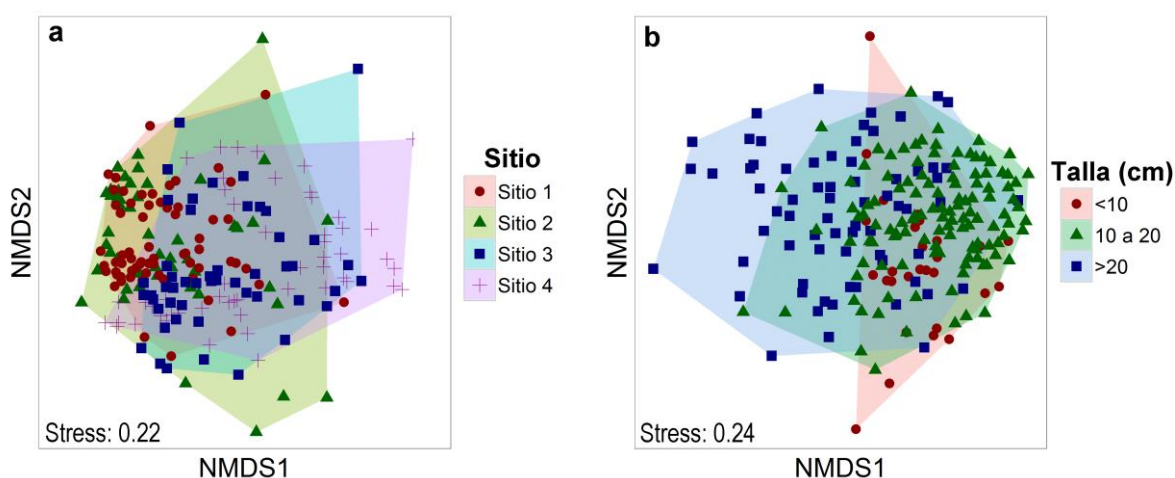 a
NMDS2
Stress: 0.22
NMDS1
Sitio
Sitio 1
Sitio 2
Sitio 3
Sitio 4
b
NMDS2
Stress: 0.24
NMDS1
Talla (cm)
<10
10 a 20
>20